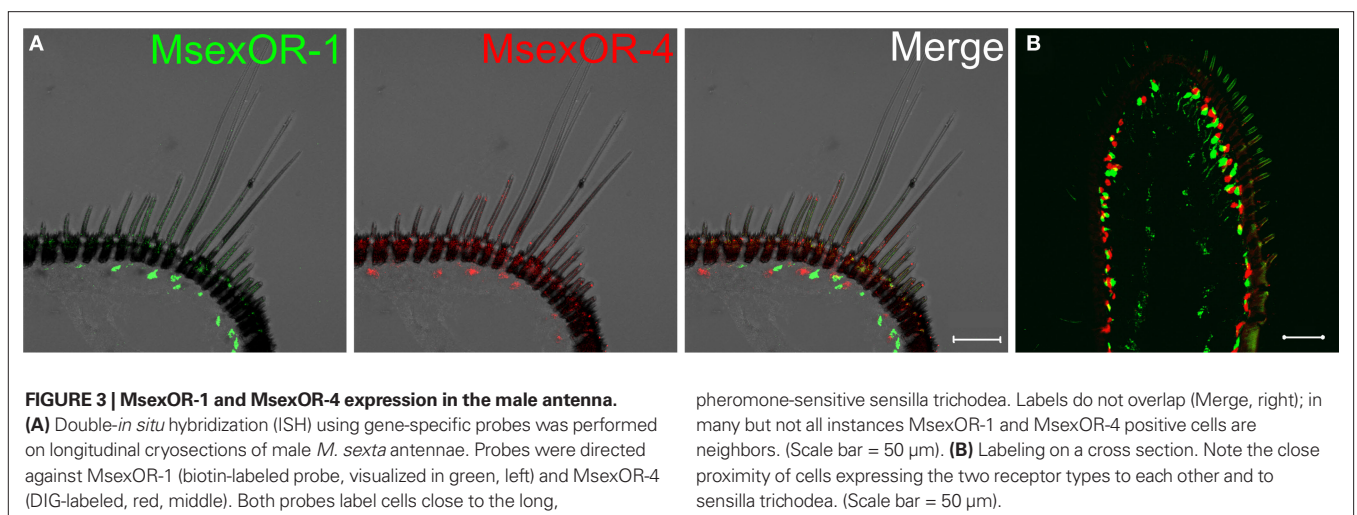 A
MsexOR-1
MsexOR-4
Merge
B
FIGURE 3 | MsexOR-1 and MsexOR-4 expression in the male antenna.
(A) Double-in situ hybridization (ISH) using gene-specific probes was performed
on longitudinal cryosections of male M. sexta antennae. Probes were directed
against MsexOR-1 (biotin-labeled probe, visualized in green, left) and MsexOR-4
(DIG-labeled, red, middle). Both probes label cells close to the long,
pheromone-sensitive sensilla trichodea. Labels do not overlap (Merge, right); in
many but not all instances MsexOR-1 and MsexOR-4 positive cells are
neighbors. (Scale bar = 50 μm). (B) Labeling on a cross section. Note the close
proximity of cells expressing the two receptor types to each other and to
sensilla trichodea. (Scale bar = 50 μm).